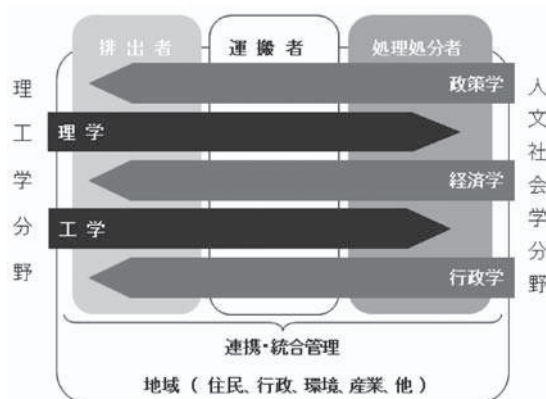 排出者 運搬者 処理処分者
政策学
理学
経済学
工学
行政学
理工学分野
人文社会学分野
連携・統合管理
地域(住民、行政、環境、産業、他)